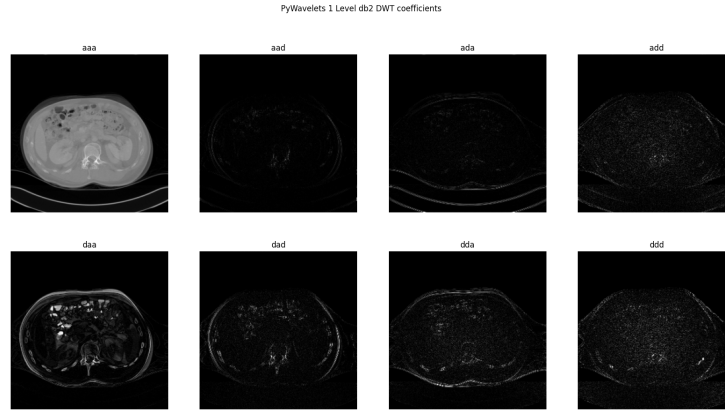 PyWavelets 1 Level db2 DWT coefficients
aaa
aad
ada
add
daa
dad
dda
ddd